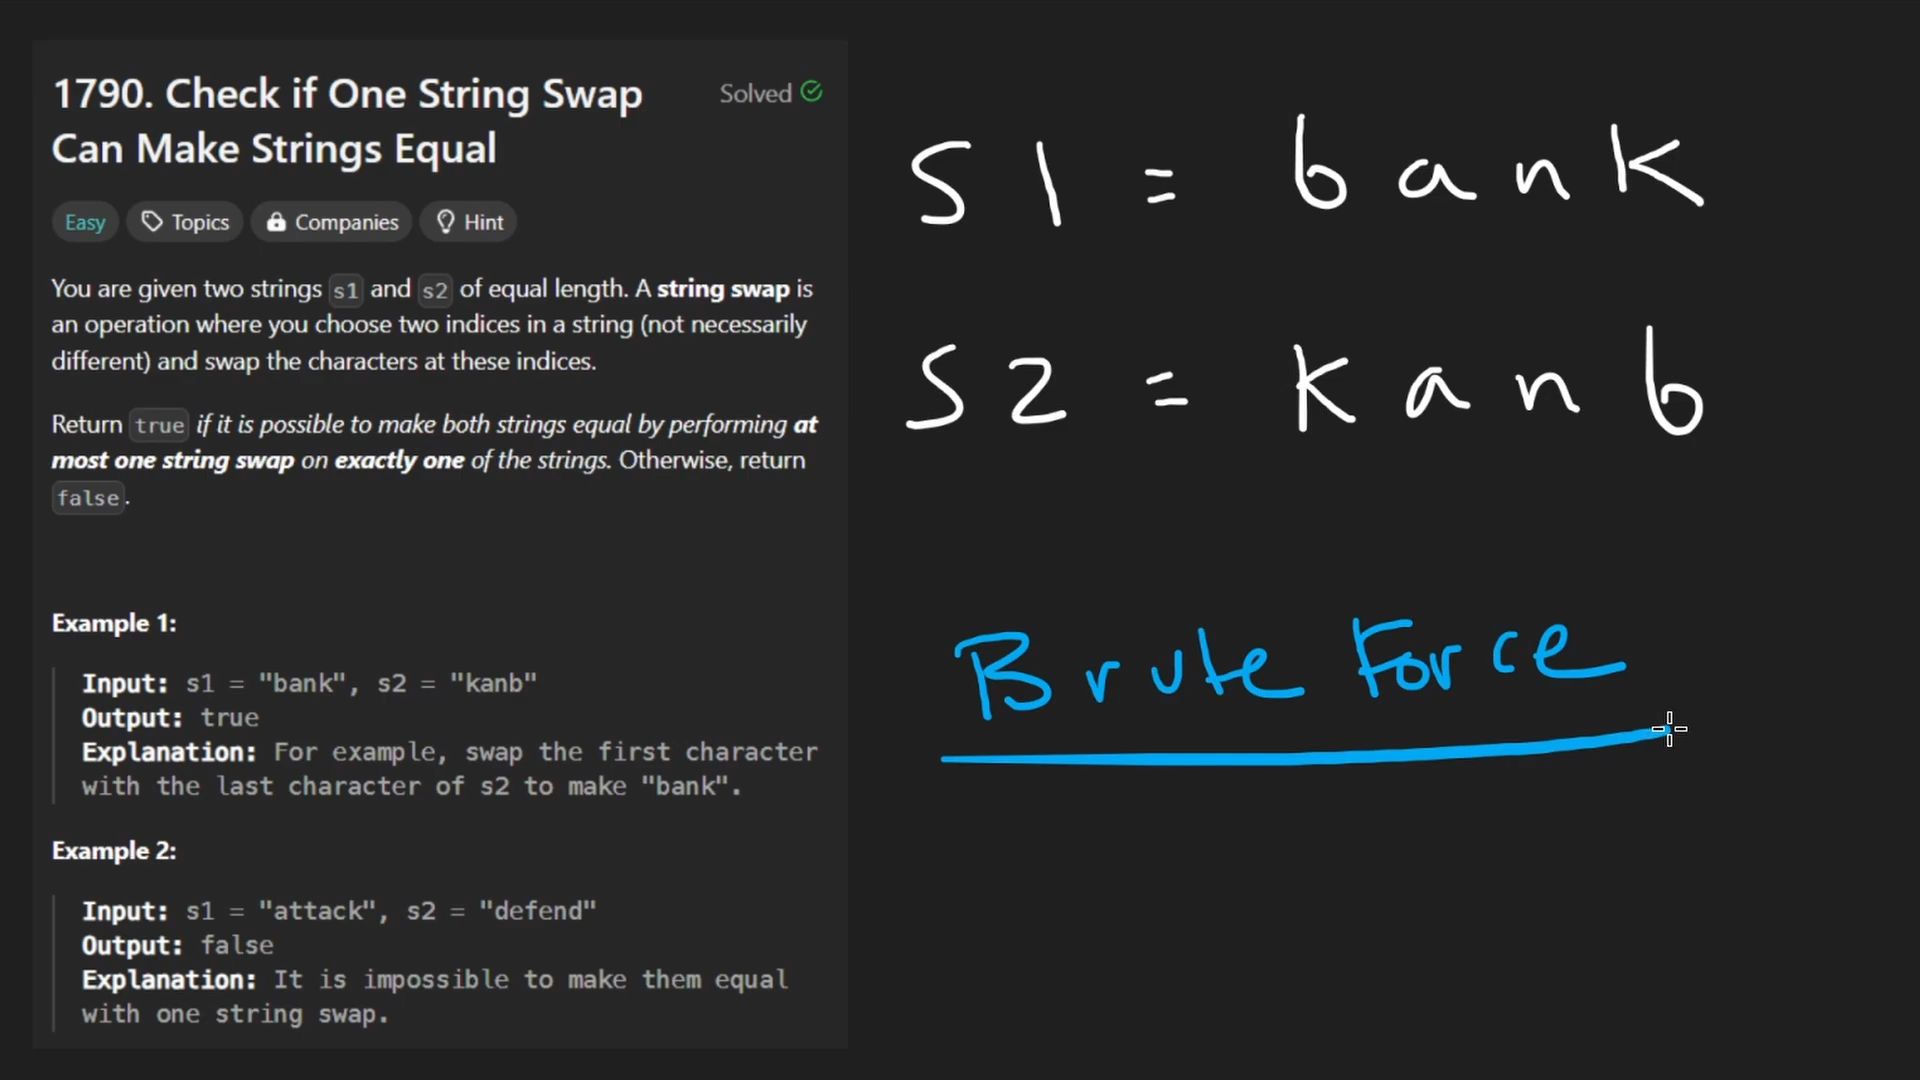 1790. Check if One String Swap
Can Make Strings Equal
Solved
Easy
Topics
Companies
Hint
You are given two strings s1 and s2 of equal length. A string swap is
an operation where you choose two indices in a string (not necessarily
different) and swap the characters at these indices.
Return true if it is possible to make both strings equal by performing at
most one string swap on exactly one of the strings. Otherwise, return
false.
Example 1:
Input: s1 = "bank", s2 = "kanb"
Output: true
Explanation: For example, swap the first character
with the last character of s2 to make "bank".
Example 2:
Input: s1 = "attack", s2 = "defend"
Output: false
Explanation: It is impossible to make them equal
with one string swap.
S1 = bank
S2 = kanb
Brute Force